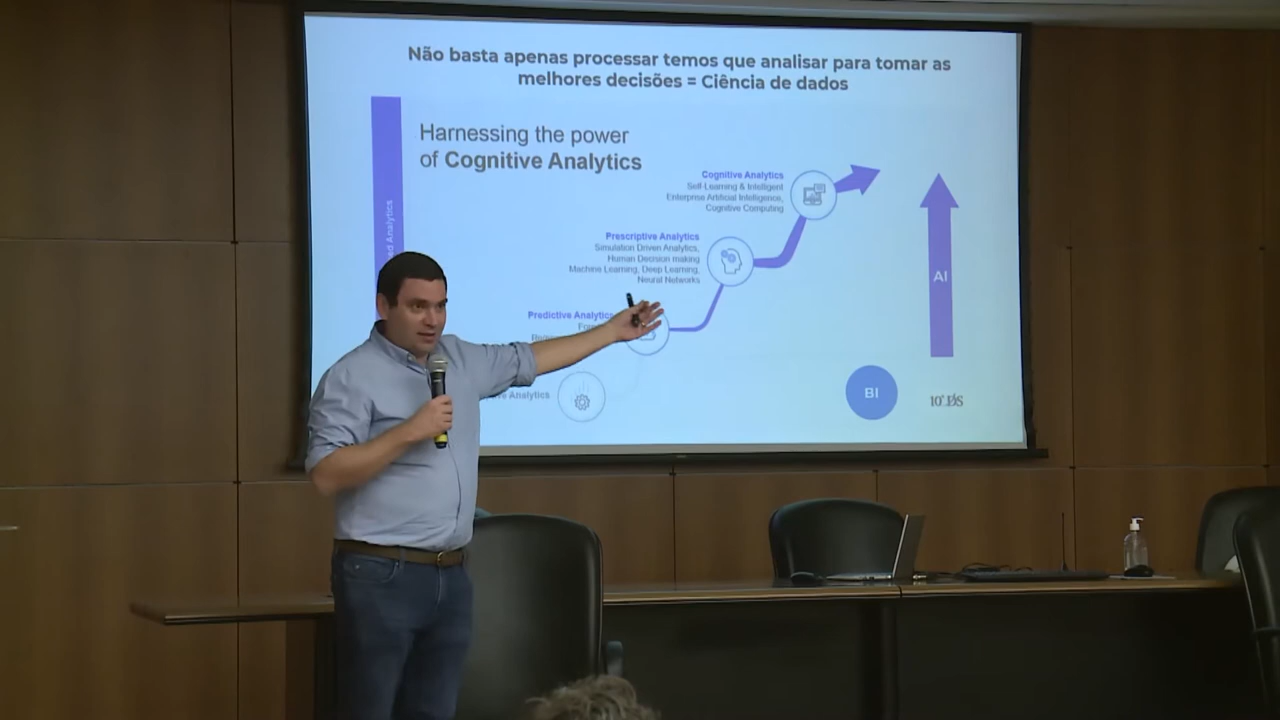 Não basta apenas processar temos que analisar para tomar as
melhores decisões = Ciência de dados
Harnessing the power
of Cognitive Analytics
Cognitive Analytics
Self-Learning & Intelligent
Enterprise Artificial Intelligence,
Cognitive Computing
Prescriptive Analytics
Simulation Driven Analytics,
Human Decision making
Machine Learning, Deep Learning,
Neural Networks
Predictive Analytics
Analytics
Analytics
AI
BI